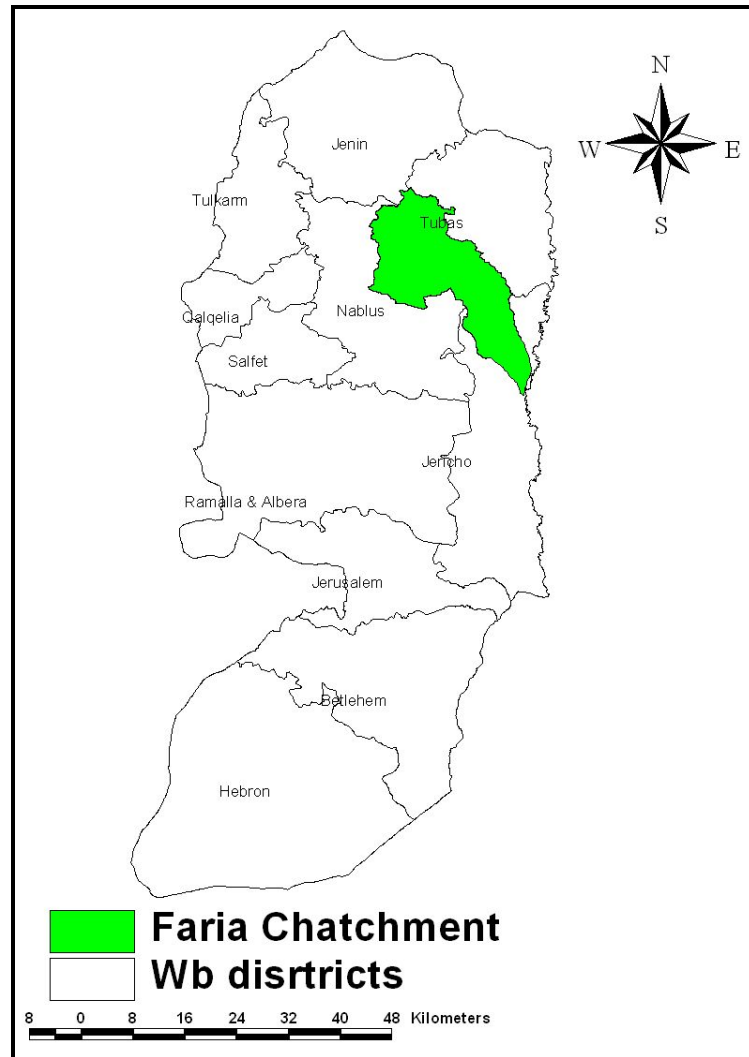 N
W E
S
Jenin
Tulkarm
Tubas
Qalqelia
Nablus
Salfet
Jericho
Ramalla & Albera
Jerusalem
Betlehem
Hebron
Faria Chatchment
Wb disrtricts
8 0 8 16 24 32 40 48 Kilometers